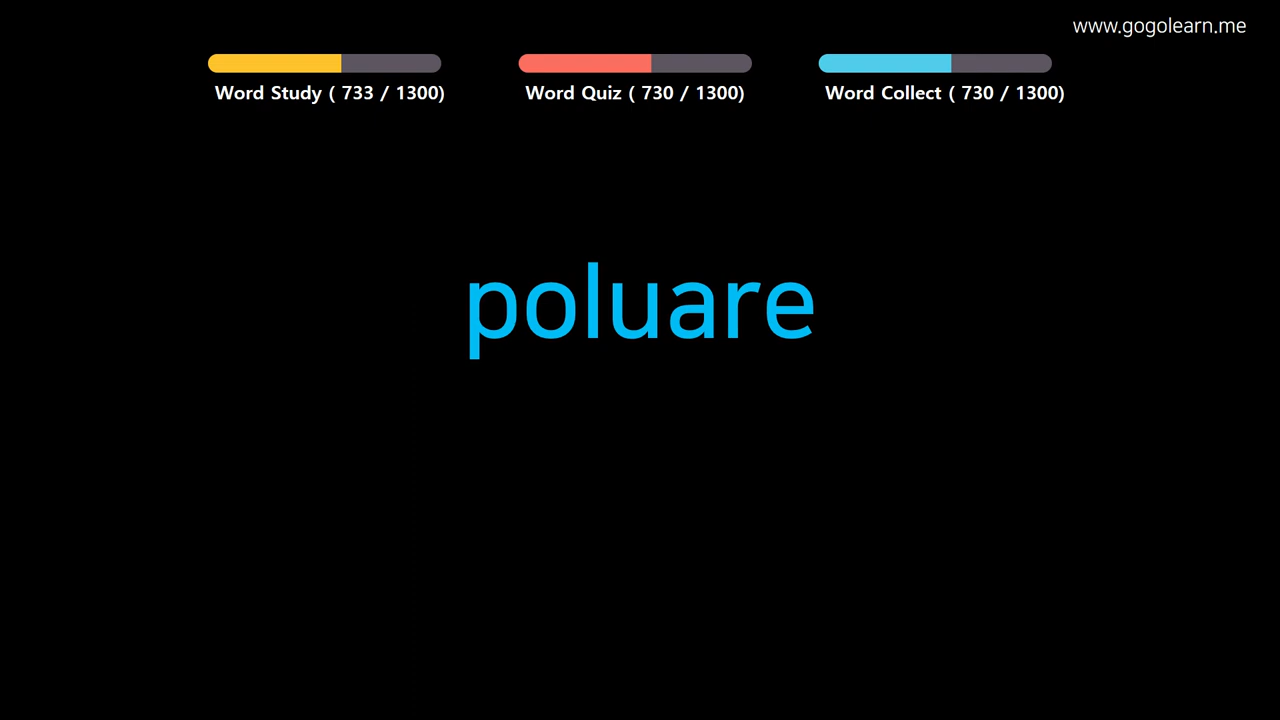 www.gogolearn.me
Word Study ( 733 / 1300)
Word Quiz ( 730 / 1300)
Word Collect ( 730 / 1300)
poluare